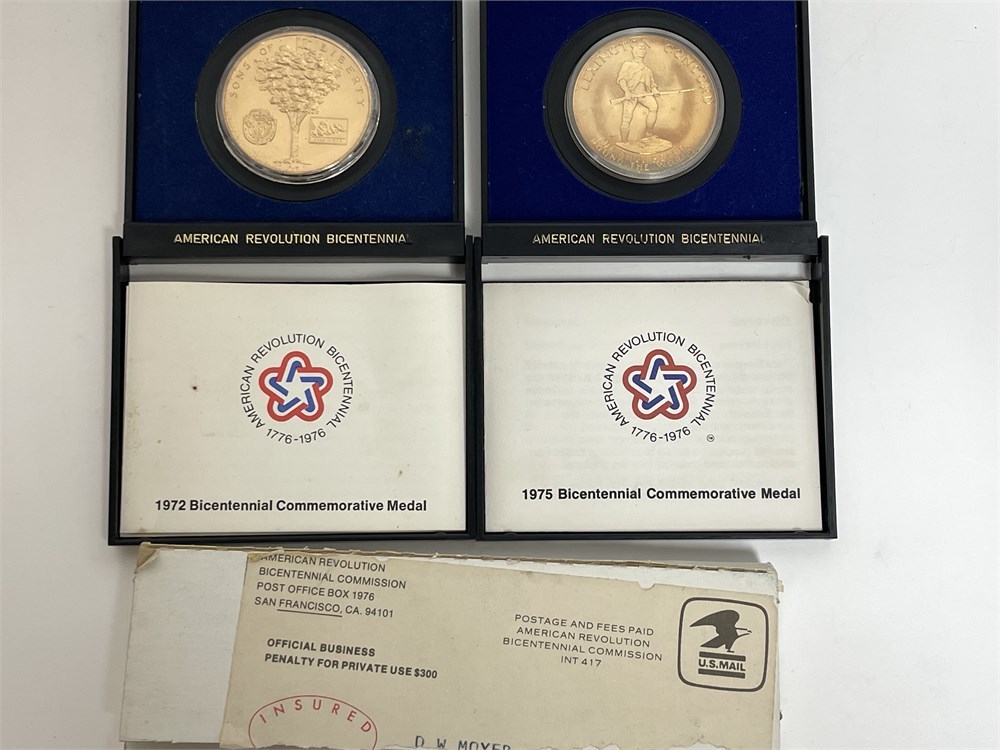 SONS OF LIBERTY
AMERICAN REVOLUTION BICENTENNIAL
LEXINGTON CONCORD
AMERICAN REVOLUTION BICENTENNIAL
AMERICAN REVOLUTION BICENTENNIAL
1776-1976
1972 Bicentennial Commemorative Medal
AMERICAN REVOLUTION BICENTENNIAL
1776-1976
1975 Bicentennial Commemorative Medal
AMERICAN REVOLUTION
BICENTENNIAL COMMISSION
POST OFFICE BOX 1976
SAN FRANCISCO, CA. 94101
OFFICIAL BUSINESS
PENALTY FOR PRIVATE USE $300
POSTAGE AND FEES PAID
AMERICAN REVOLUTION
BICENTENNIAL COMMISSION
INT 417
U.S.MAIL
INSURED
D W MOYER